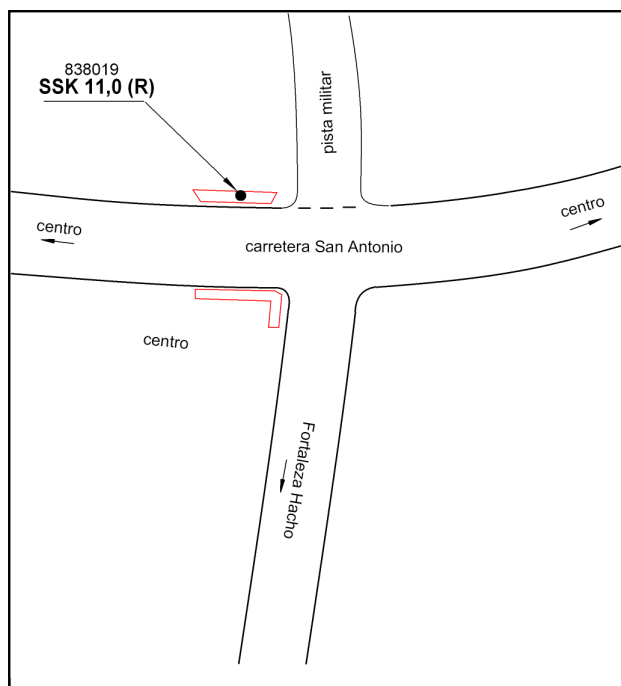 838019
SSK 11,0 (R)
pista militar
centro
carretera San Antonio
centro
centro
Fortaleza Hacho